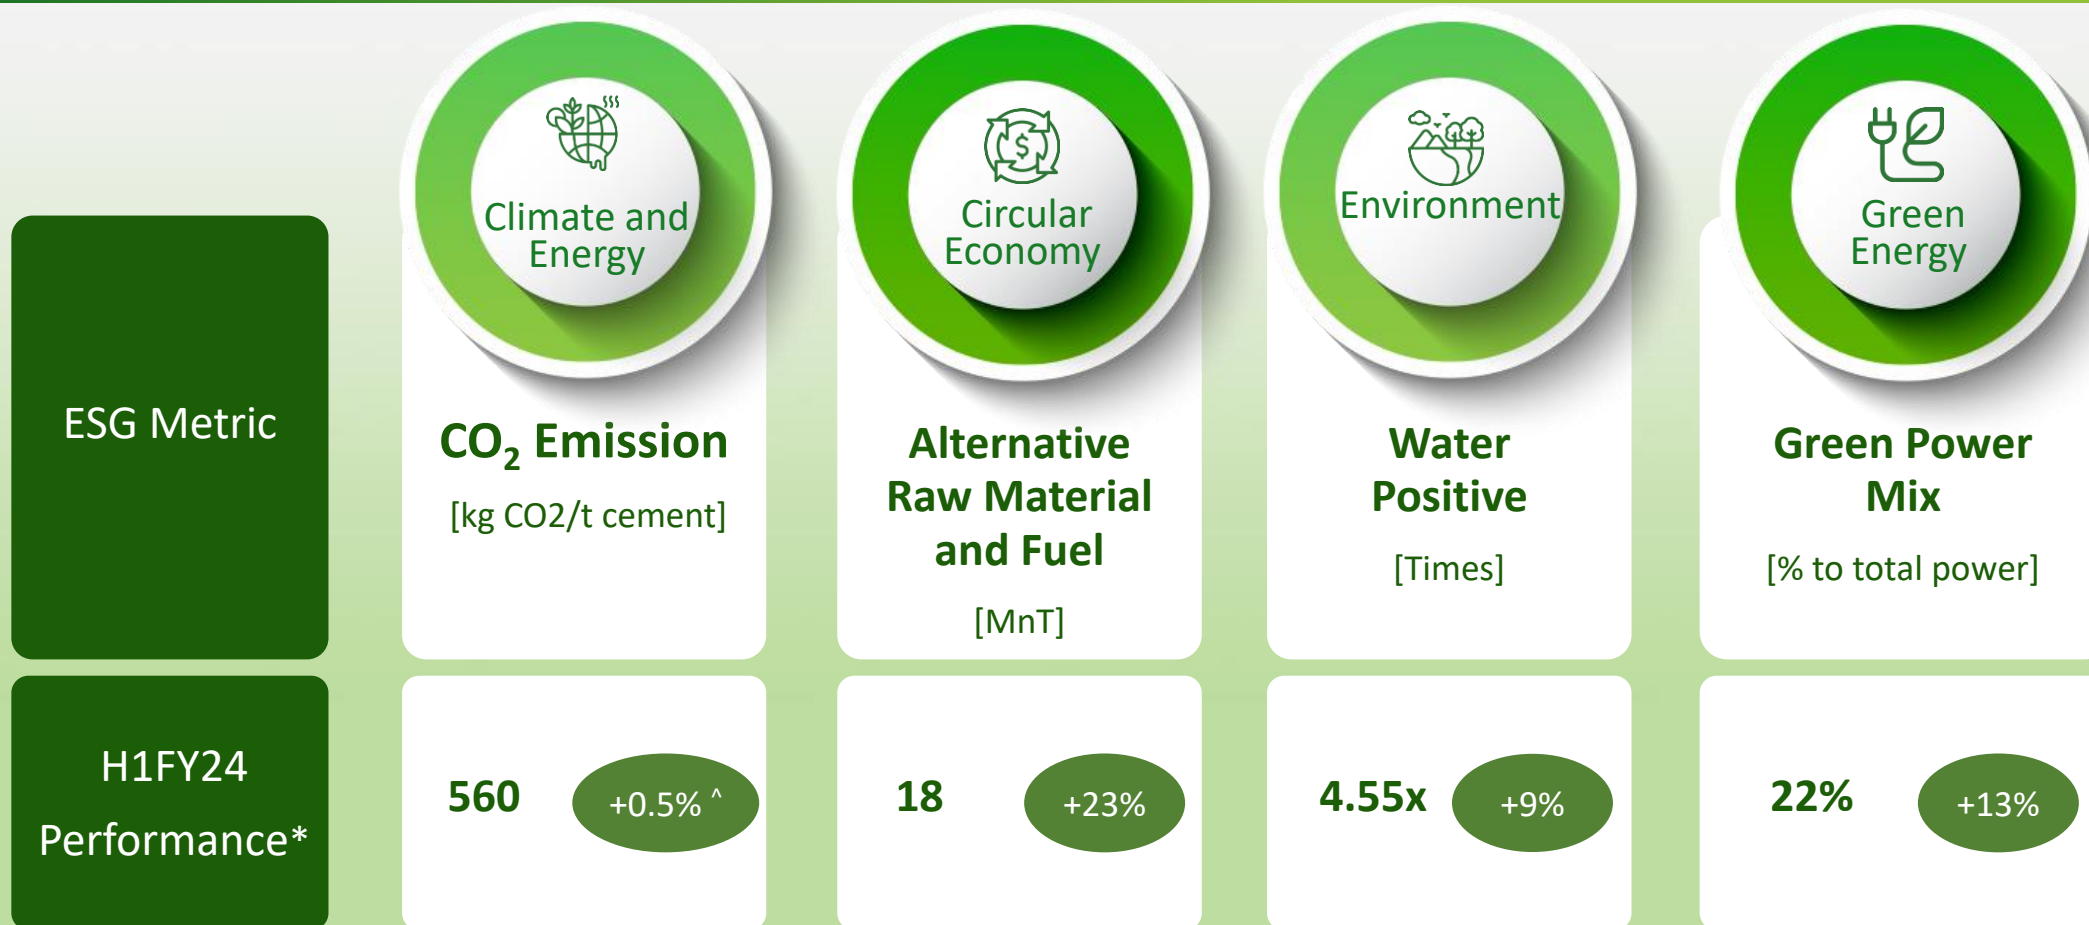 Climate and
Energy
Circular
Economy
Environment
Green
Energy
ESG Metric
CO₂ Emission
[kg CO2/t cement]
Alternative
Raw Material
and Fuel
[MnT]
Water
Positive
[Times]
Green Power
Mix
[% to total power]
H1FY24
Performance*
560
+0.5% ^
18
+23%
4.55x
+9%
22%
+13%